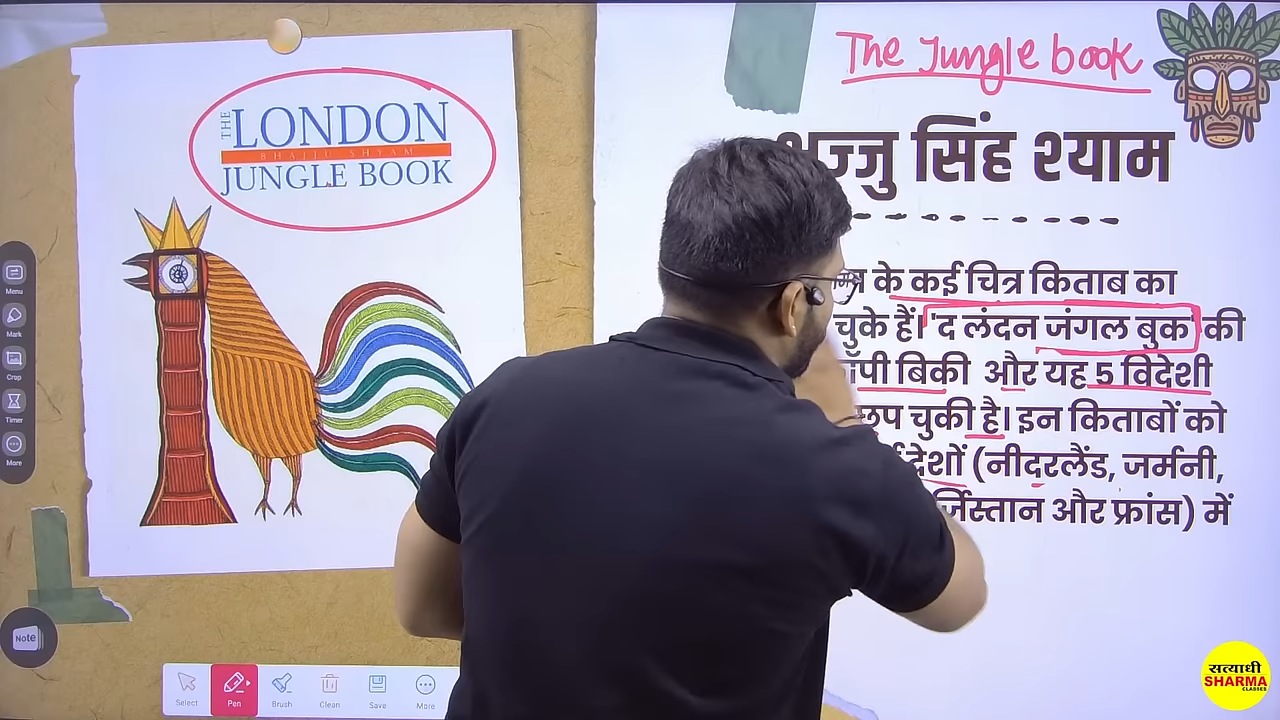 The Jungle book
THE LONDON
BHAJJU SHYAM
JUNGLE BOOK
भज्जु सिंह श्याम
के कई चित्र किताब का
चुके हैं। 'द लंदन जंगल बुक' की
बिकी और यह 5 विदेशी
छप चुकी है। इन किताबों को
देशों (नीदरलैंड, जर्मनी,
और फ्रांस) में
Menu
Mark
Crop
Timer
More
Note
Select
Pen
Brush
Clean
Save
More
सत्याधी
SHARMA
CLASSES